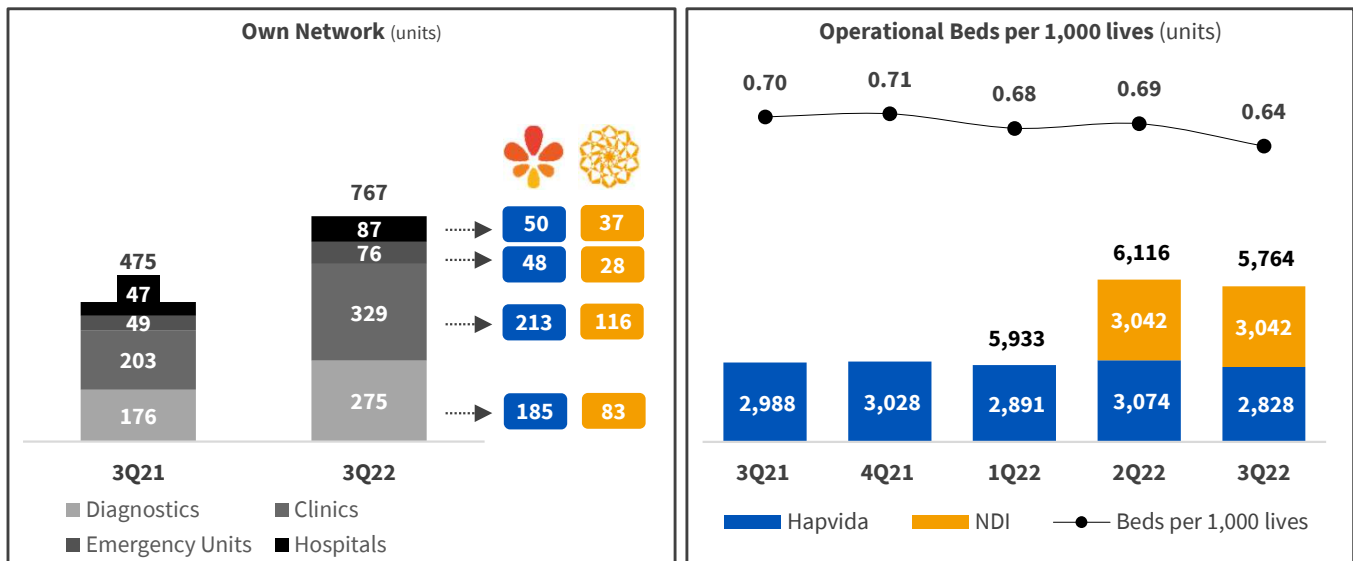 Own Network (units)
475
47
49
203
176
767
87
76
329
275
50 37
48 28
213 116
185 83
3Q21 3Q22
Diagnostics Clinics
Emergency Units Hospitals
Operational Beds per 1,000 lives (units)
0.70 0.71 0.68 0.69 0.64
5,933 6,116 5,764
3,042 3,042
2,988 3,028 2,891 3,074 2,828
3Q21 4Q21 1Q22 2Q22 3Q22
Hapvida NDI Beds per 1,000 lives